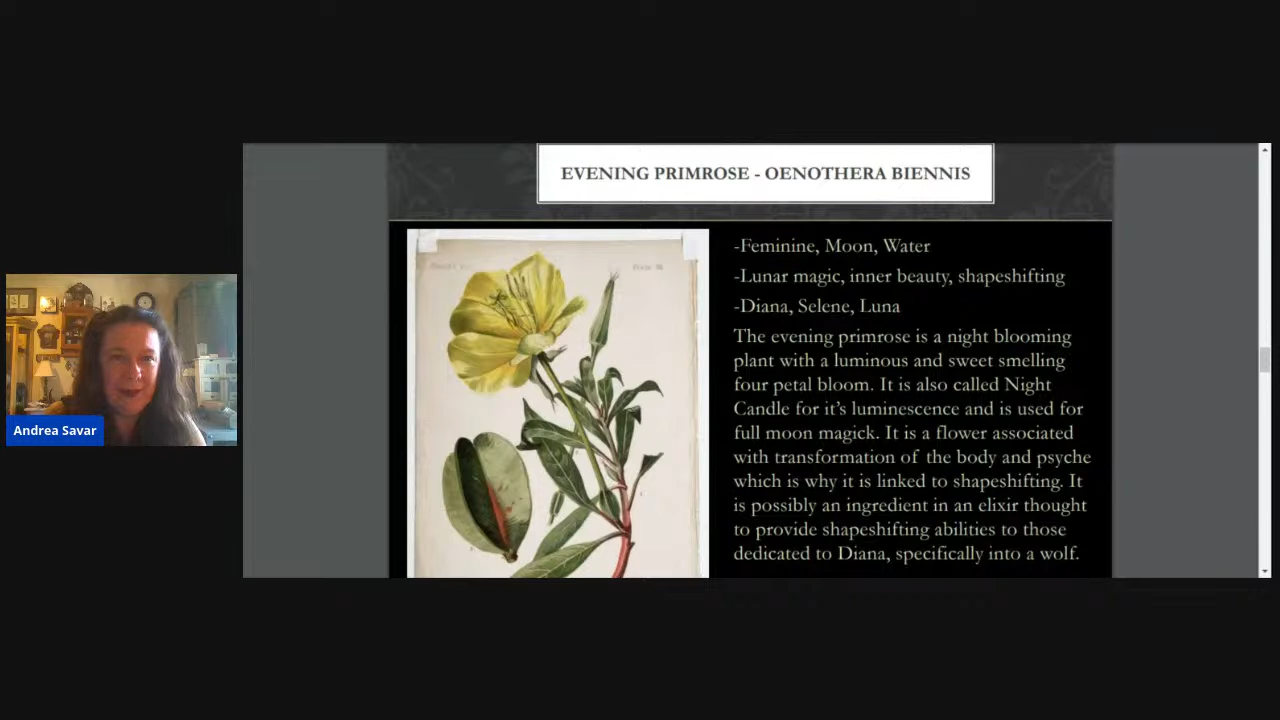 EVENING PRIMROSE - OENOTHERA BIENNIS
-Feminine, Moon, Water
-Lunar magic, inner beauty, shapeshifting
-Diana, Selene, Luna
The evening primrose is a night blooming
plant with a luminous and sweet smelling
four petal bloom. It is also called Night
Candle for it's luminescence and is used for
full moon magick. It is a flower associated
with transformation of the body and psyche
which is why it is linked to shapeshifting. It
is possibly an ingredient in an elixir thought
to provide shapeshifting abilities to those
dedicated to Diana, specifically into a wolf.
Andrea Savar